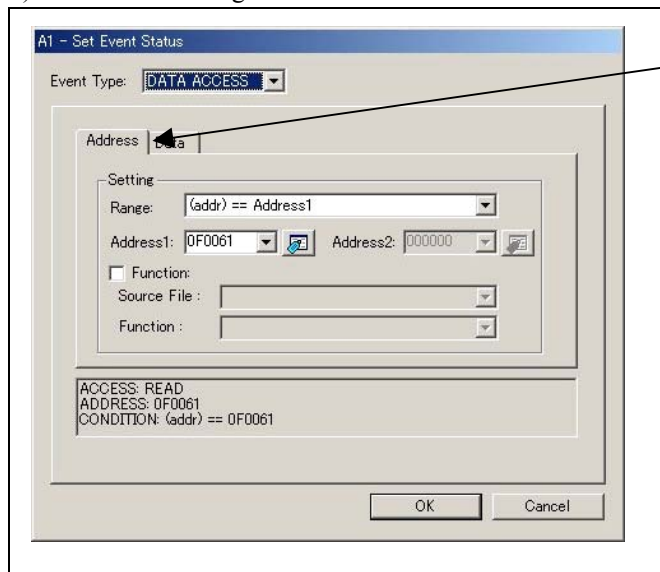 A1 - Set Event Status
Event Type: DATA ACCESS
Address
Setting
Range: (addr) == Address1
Address1: 0F0061 Address2: 000000
Function:
Source File :
Function :
ACCESS: READ
ADDRESS: 0F0061
CONDITION: (addr) == 0F0061
OK Cancel